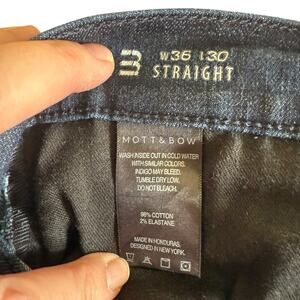 W36 L30
STRAIGHT
MOTT & BOW
WASH INSIDE OUT IN COLD WATER
WITH SIMILAR COLORS.
INDIGO MAY BLEED.
TUMBLE DRY LOW.
DO NOT BLEACH.
98% COTTON
2% ELASTANE
MADE IN HONDURAS.
DESIGNED IN NEW YORK.